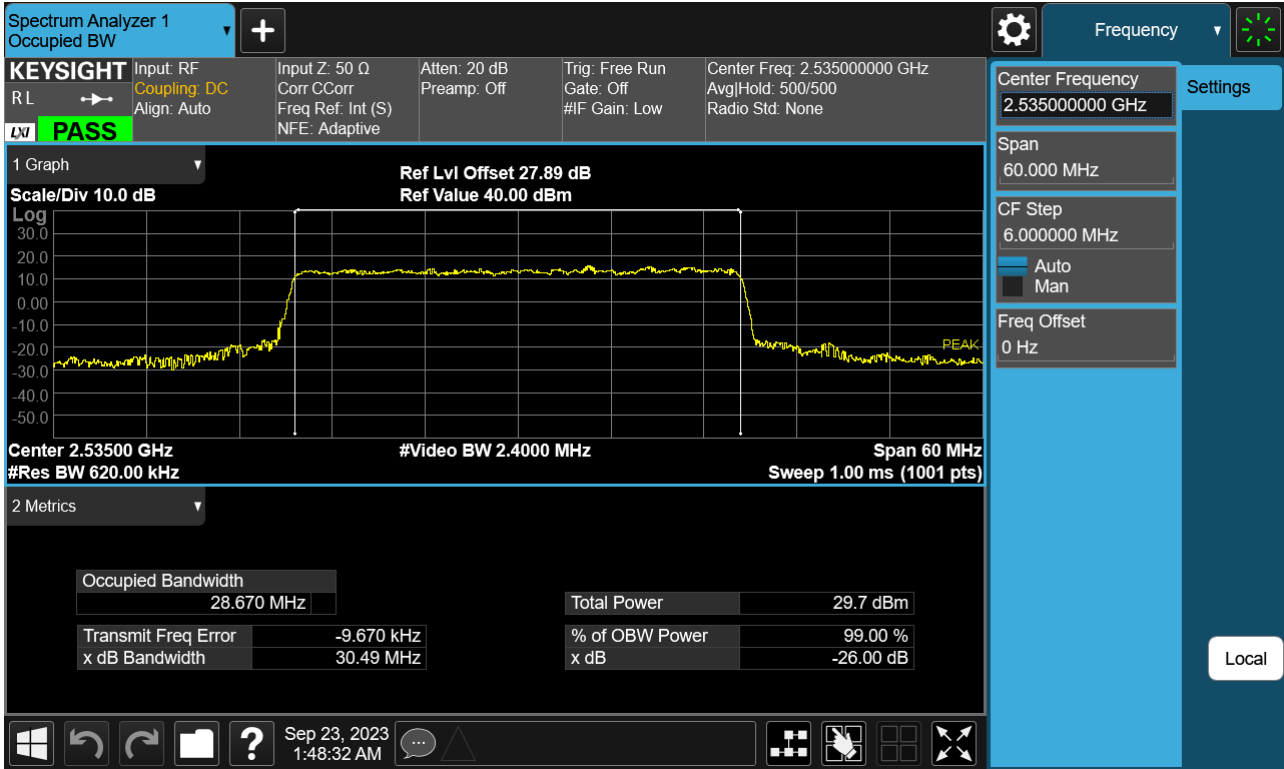 Spectrum Analyzer 1
Occupied BW
Frequency
KEYSIGHT
R L
LXI
PASS
Input: RF
Coupling: DC
Align: Auto
Input Z: 50 Ω
Corr CCorr
Freq Ref: Int (S)
NFE: Adaptive
Atten: 20 dB
Preamp: Off
Trig: Free Run
Gate: Off
#IF Gain: Low
Center Freq: 2.535000000 GHz
Avg|Hold: 500/500
Radio Std: None
Center Frequency
2.535000000 GHz
Settings
Span
60.000 MHz
CF Step
6.000000 MHz
Auto
Man
Freq Offset
0 Hz
Local
1 Graph
Ref Lvl Offset 27.89 dB
Scale/Div 10.0 dB
Ref Value 40.00 dBm
Log
30.0
20.0
10.0
0.00
-10.0
-20.0
-30.0
-40.0
-50.0
PEAK
Center 2.53500 GHz
#Video BW 2.4000 MHz
Span 60 MHz
#Res BW 620.00 kHz
Sweep 1.00 ms (1001 pts)
2 Metrics
Occupied Bandwidth
28.670 MHz
Total Power 29.7 dBm
Transmit Freq Error -9.670 kHz
% of OBW Power 99.00 %
x dB Bandwidth 30.49 MHz
x dB -26.00 dB
?
Sep 23, 2023
1:48:32 AM